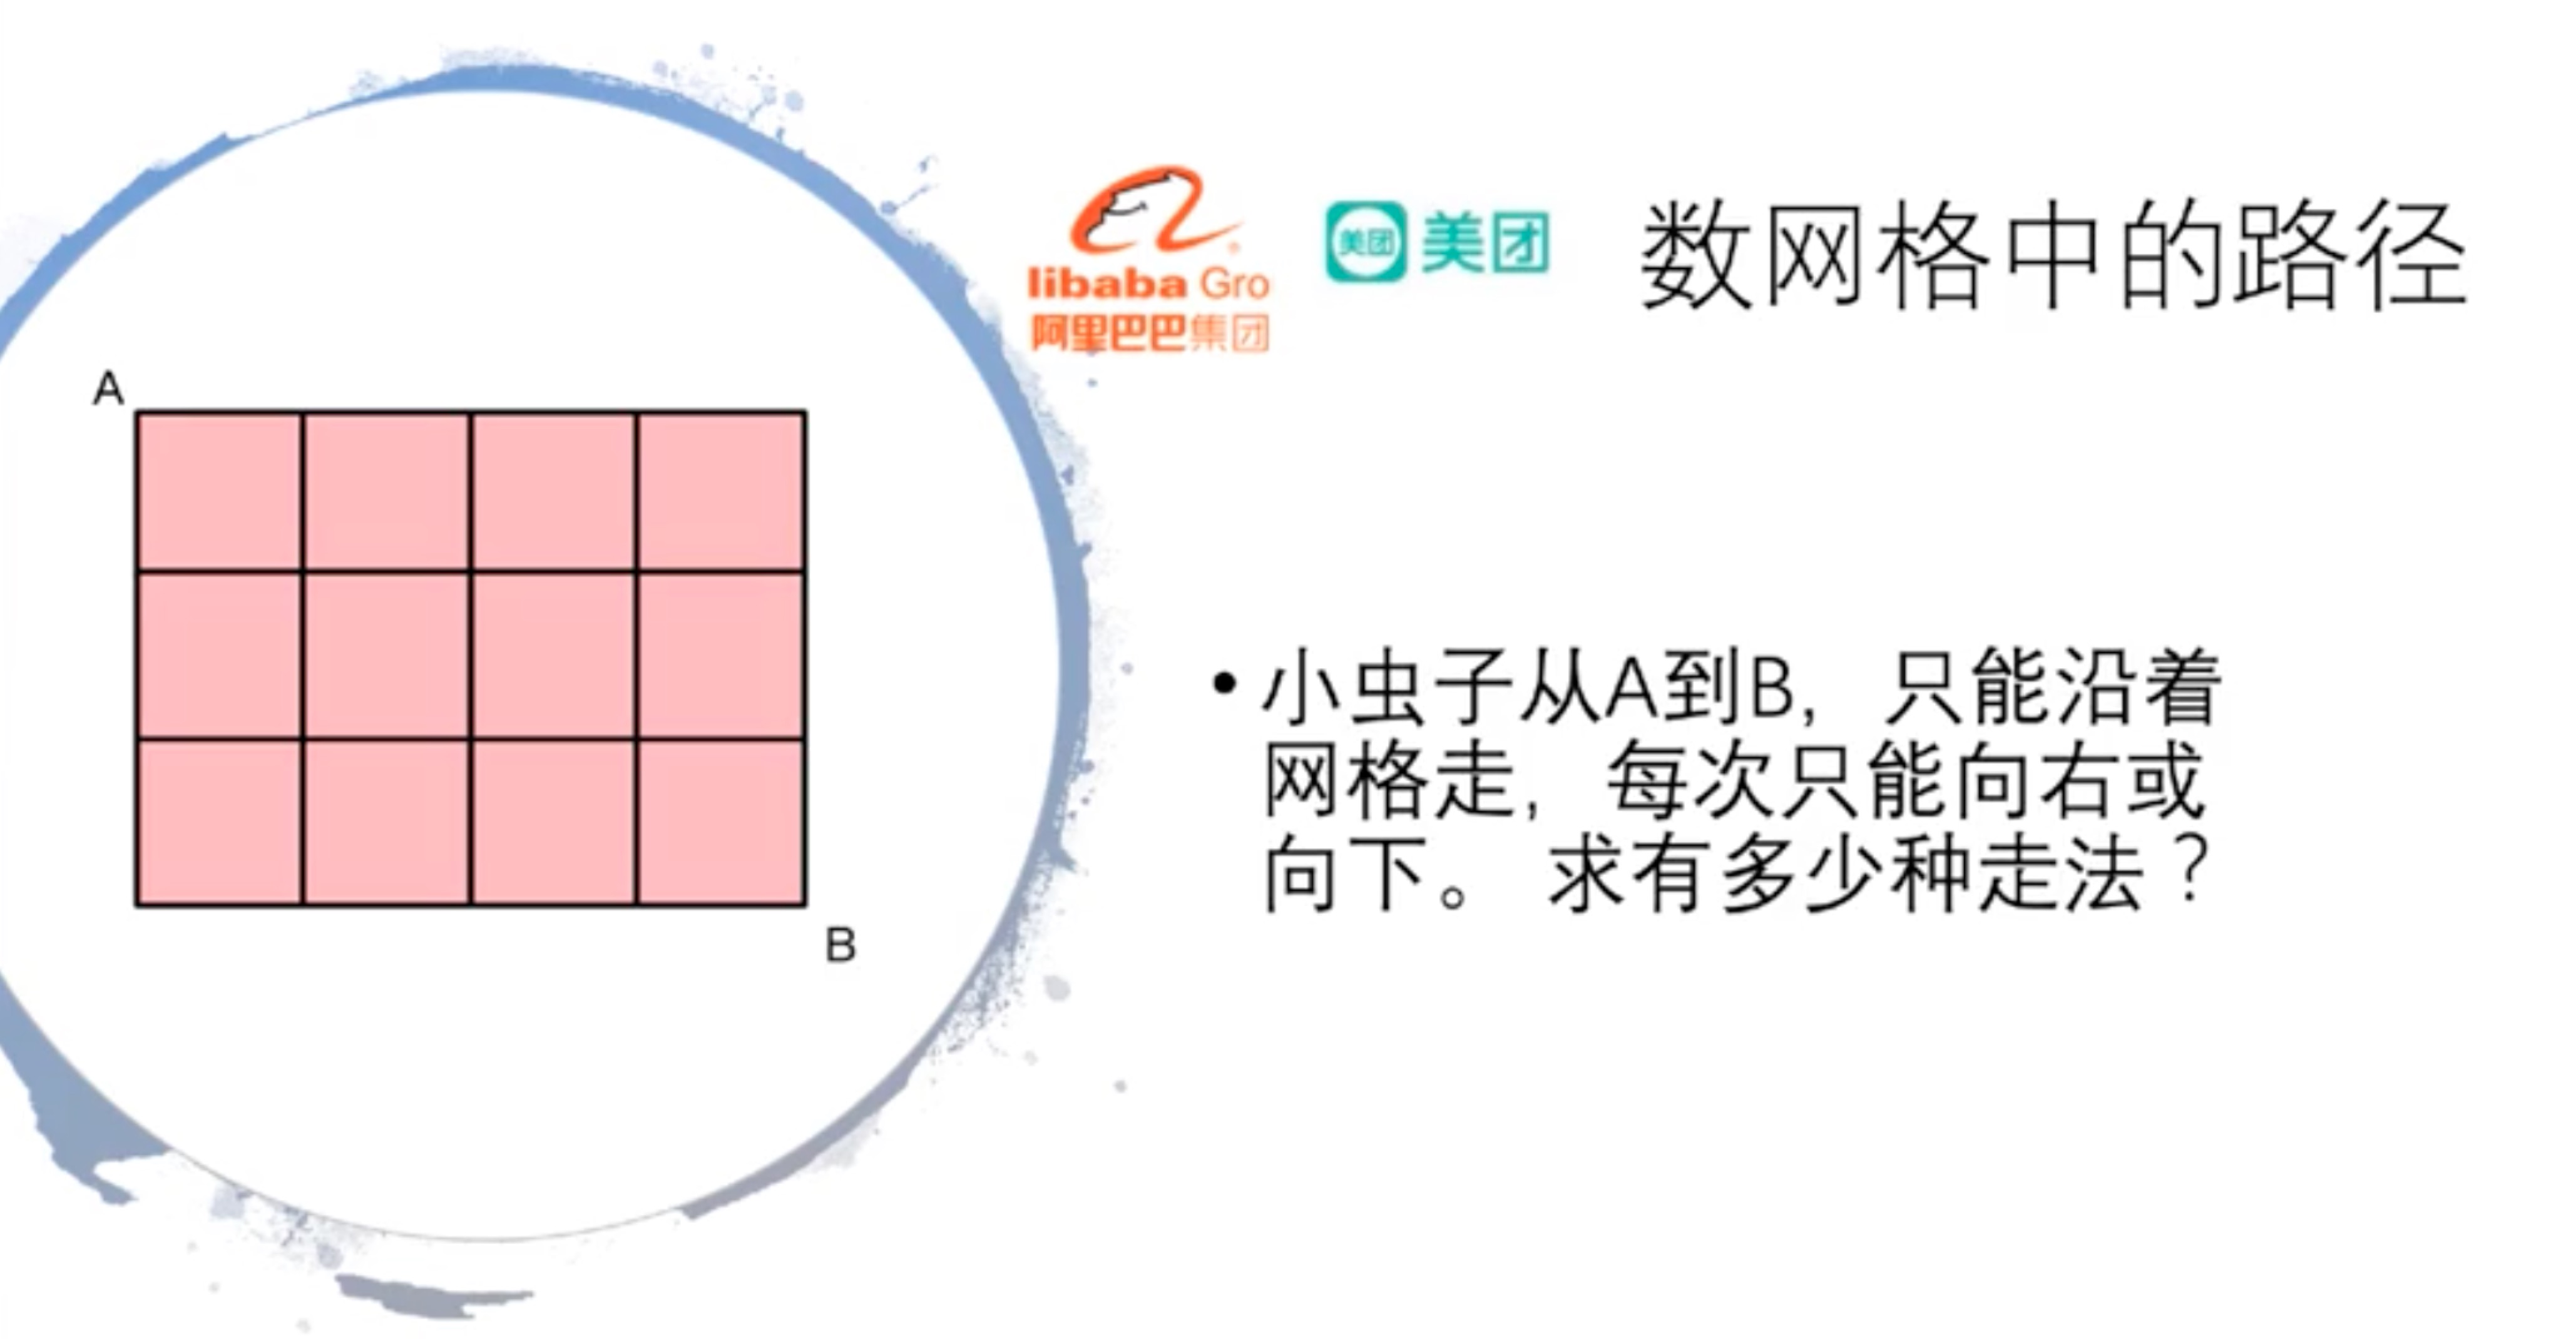 libaba Gro
阿里巴巴集团
美团 美团
数网格中的路径
A
B
• 小虫子从A到B，只能沿着
网格走，每次只能向右或
向下。 求有多少种走法？